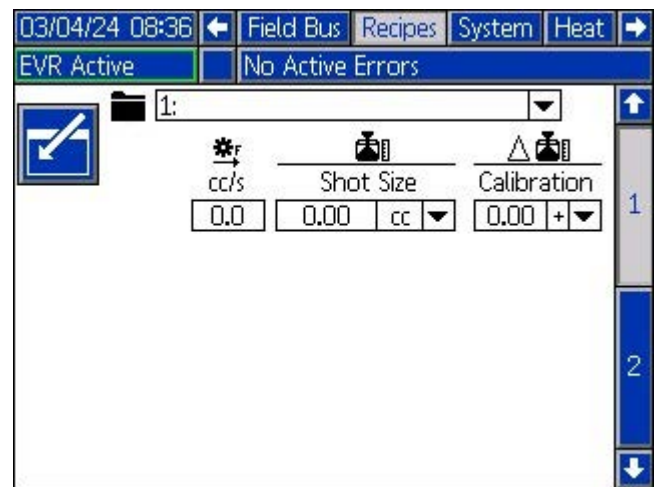 03/04/24 08:36 Field Bus Recipes System Heat
EVR Active No Active Errors
1:
F
cc/s Shot Size Calibration
0.0 0.00 cc 0.00 +
1
2